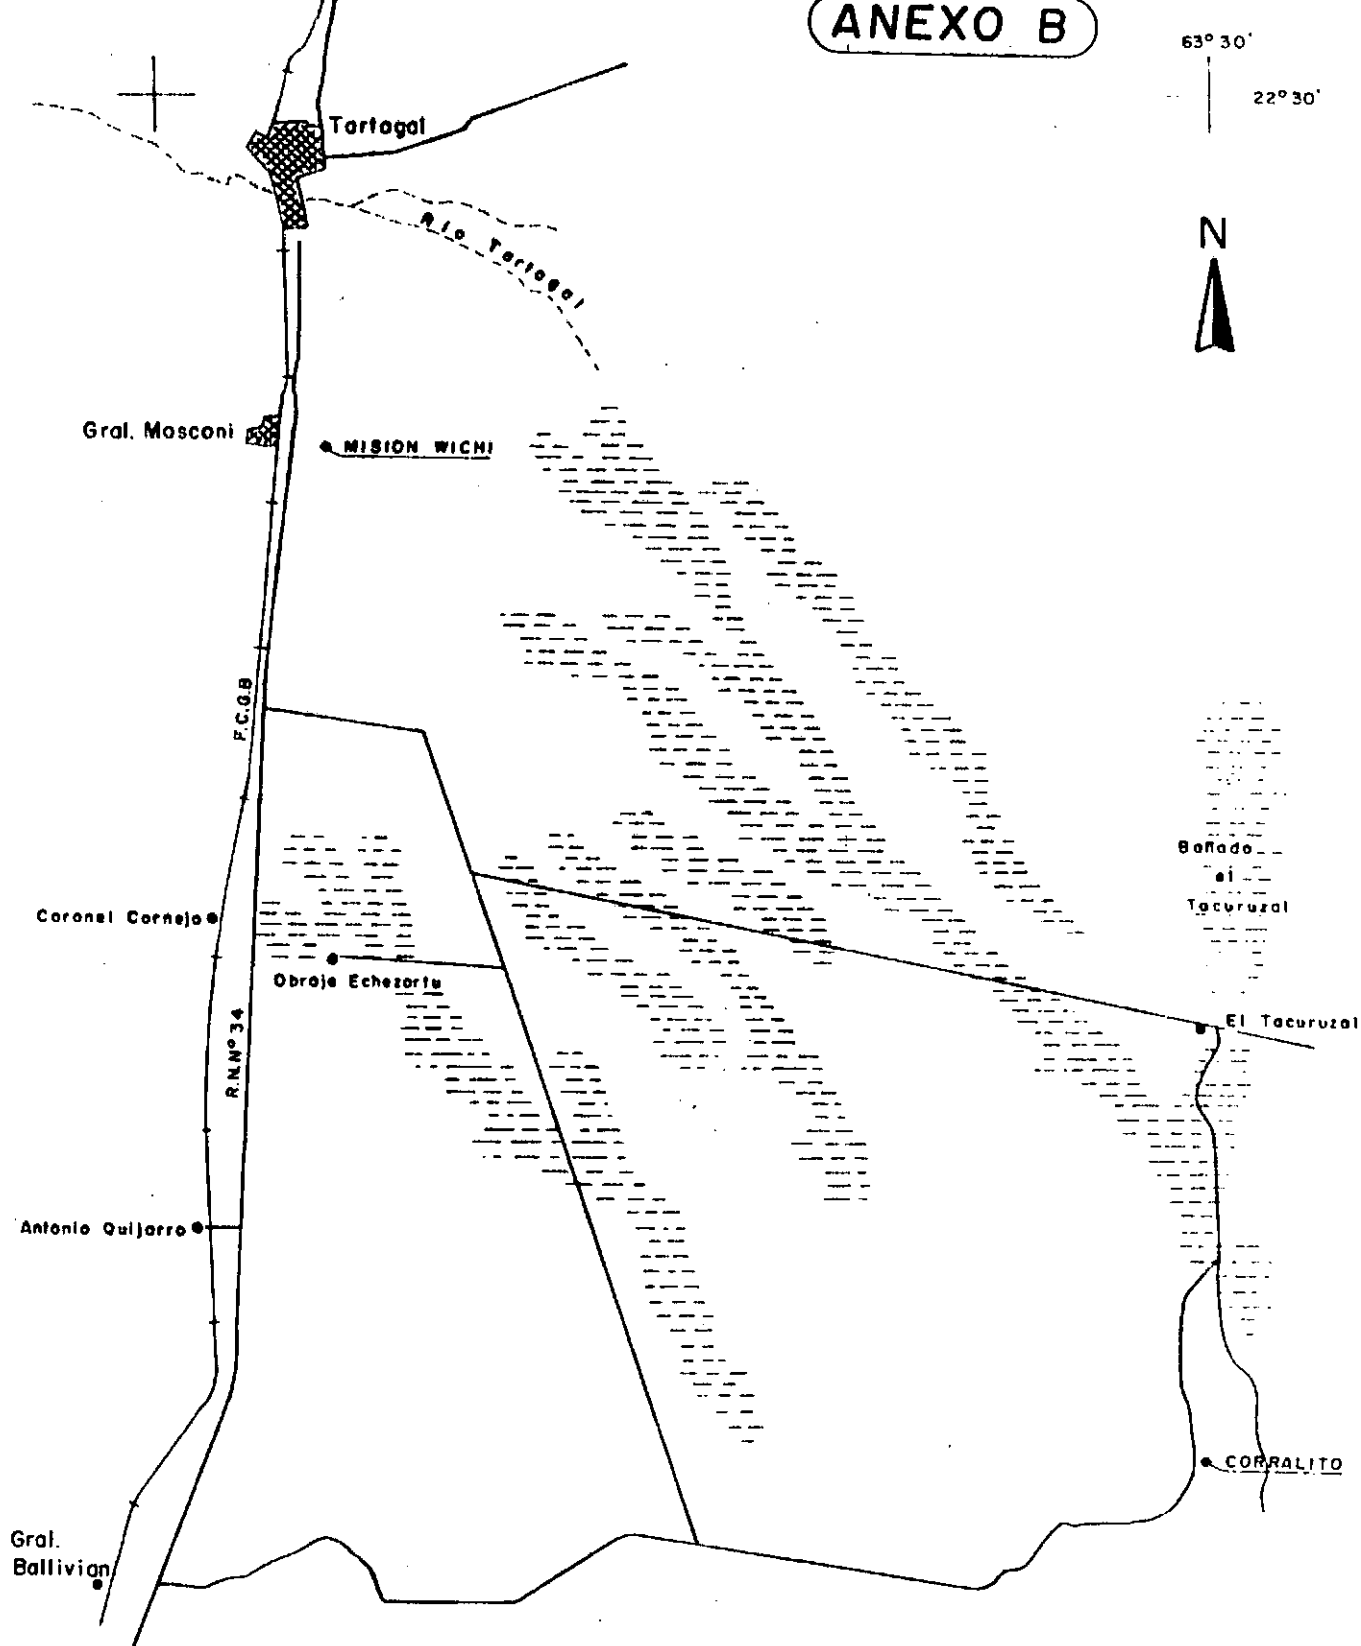 ANEXO B
63° 30'
22° 30'
Tartagal
Río Tartagal
N
Gral. Mosconi
MISION WICHI
F.C.G.B
Bañado
el
Tacuruzal
Coronel Cornejo
Obraje Echezortu
El Tacuruzal
R.N.N° 34
Antonio Quijarro
CORRALITO
Gral.
Ballivian